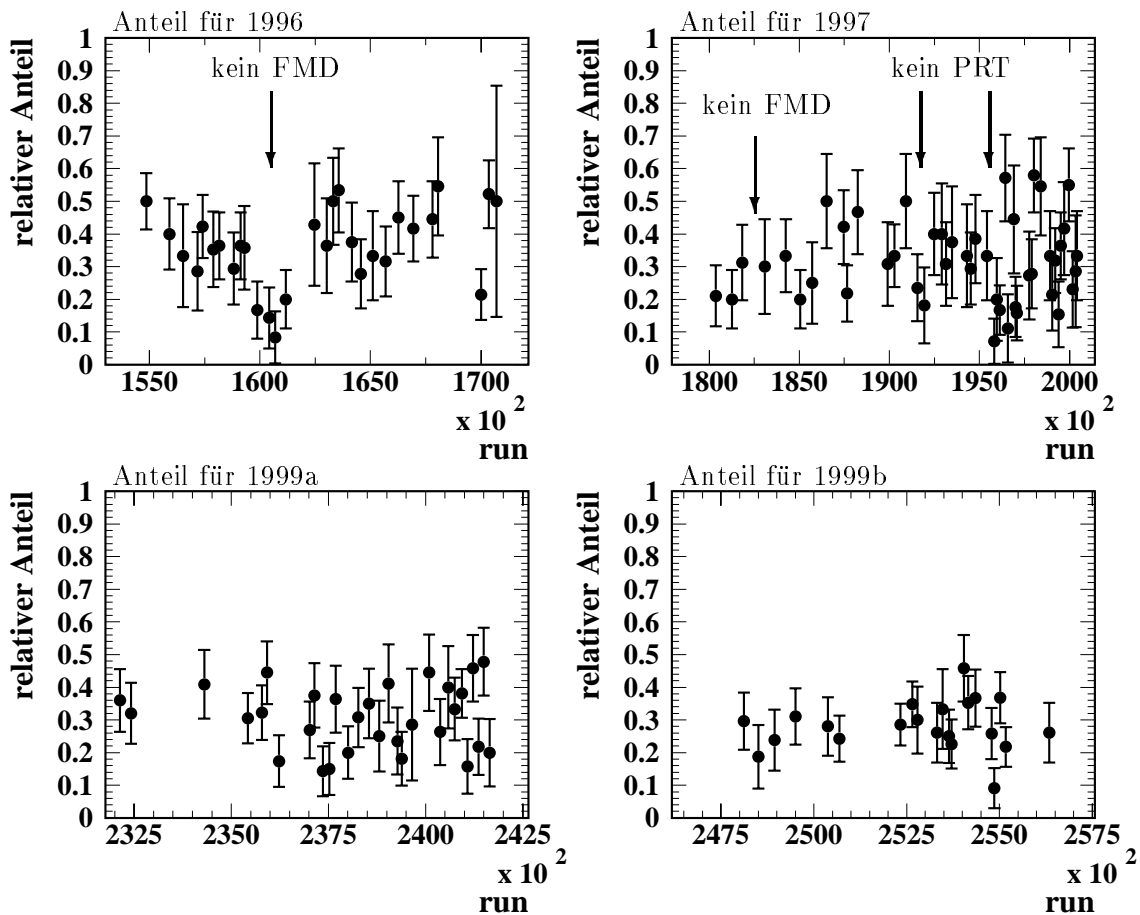 Anteil für 1996
relativer Anteil
1
0.9
0.8
0.7
0.6
0.5
0.4
0.3
0.2
0.1
0
kein FMD
1550 1600 1650 1700
x 10 2
run
Anteil für 1997
relativer Anteil
1
0.9
0.8
0.7
0.6
0.5
0.4
0.3
0.2
0.1
0
kein PRT
kein FMD
1800 1850 1900 1950 2000
x 10 2
run
Anteil für 1999a
relativer Anteil
1
0.9
0.8
0.7
0.6
0.5
0.4
0.3
0.2
0.1
0
2325 2350 2375 2400 2425
x 10 2
run
Anteil für 1999b
relativer Anteil
1
0.9
0.8
0.7
0.6
0.5
0.4
0.3
0.2
0.1
0
2475 2500 2525 2550 2575
x 10 2
run